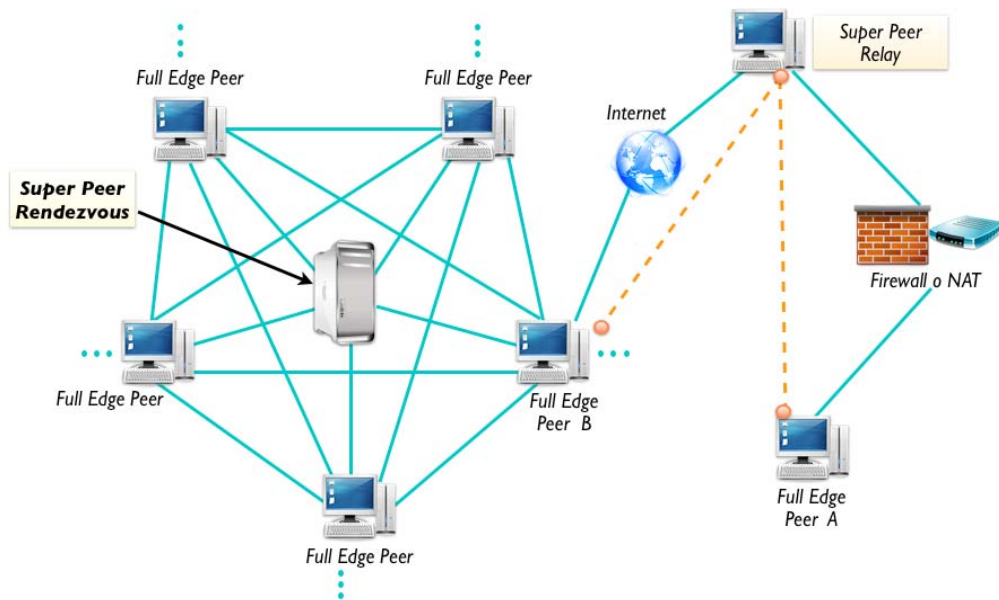 Full Edge Peer
Full Edge Peer
Super Peer
Relay
Internet
Super Peer
Rendezvous
Firewall o NAT
Full Edge Peer
Full Edge
Peer B
Full Edge
Peer A
Full Edge Peer